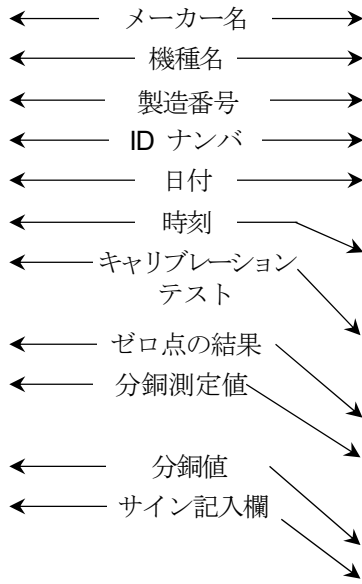 メーカー名
機種名
製造番号
ID ナンバ
日付
時刻
キャリブレーション
テスト
ゼロ点の結果
分銅測定値
分銅値
サイン記入欄